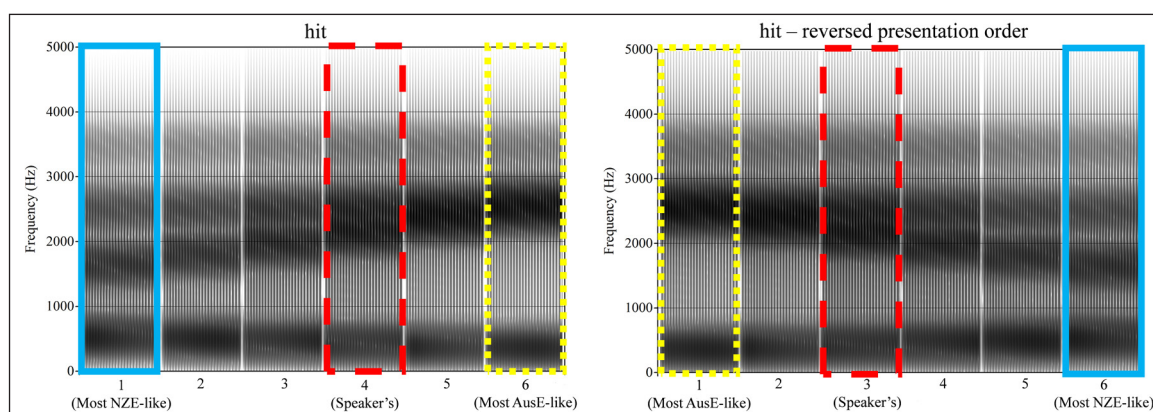 hit
5000
4000
3000
2000
1000
0
Frequency (Hz)
1 2 3 4 5 6
(Most NZE-like) (Speaker's) (Most AusE-like)
hit – reversed presentation order
5000
4000
3000
2000
1000
0
Frequency (Hz)
1 2 3 4 5 6
(Most AusE-like) (Speaker's) (Most NZE-like)